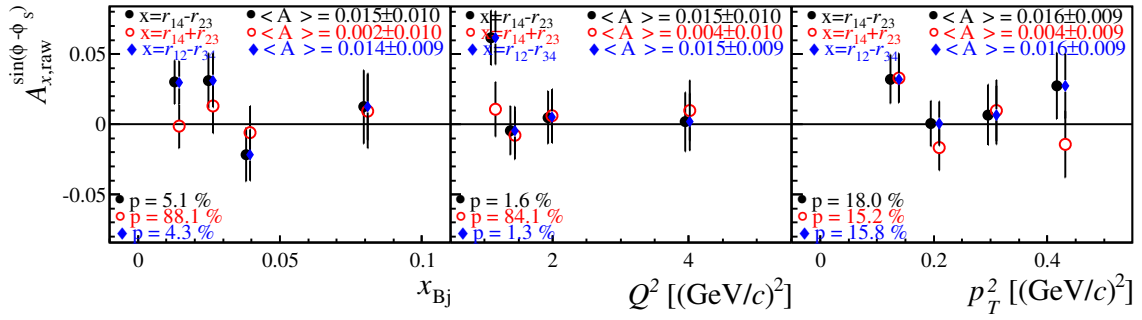 A_{x,raw}^{sin(ϕ-ϕ_S)}
0.05
0
-0.05
x=r14-r23 < A > = 0.015±0.010
x=r14+r23 < A > = 0.002±0.010
x=r12-r34 < A > = 0.014±0.009
p = 5.1 %
p = 88.1 %
p = 4.3 %
0 0.05 0.1
x_Bj
x=r14-r23 < A > = 0.015±0.010
x=r14+r23 < A > = 0.004±0.010
x=r12-r34 < A > = 0.015±0.009
p = 1.6 %
p = 84.1 %
p = 1.3 %
2 4
Q² [(GeV/c)²]
x=r14-r23 < A > = 0.016±0.009
x=r14+r23 < A > = 0.004±0.009
x=r12-r34 < A > = 0.016±0.009
p = 18.0 %
p = 15.2 %
p = 15.8 %
0 0.2 0.4
p_T² [(GeV/c)²]